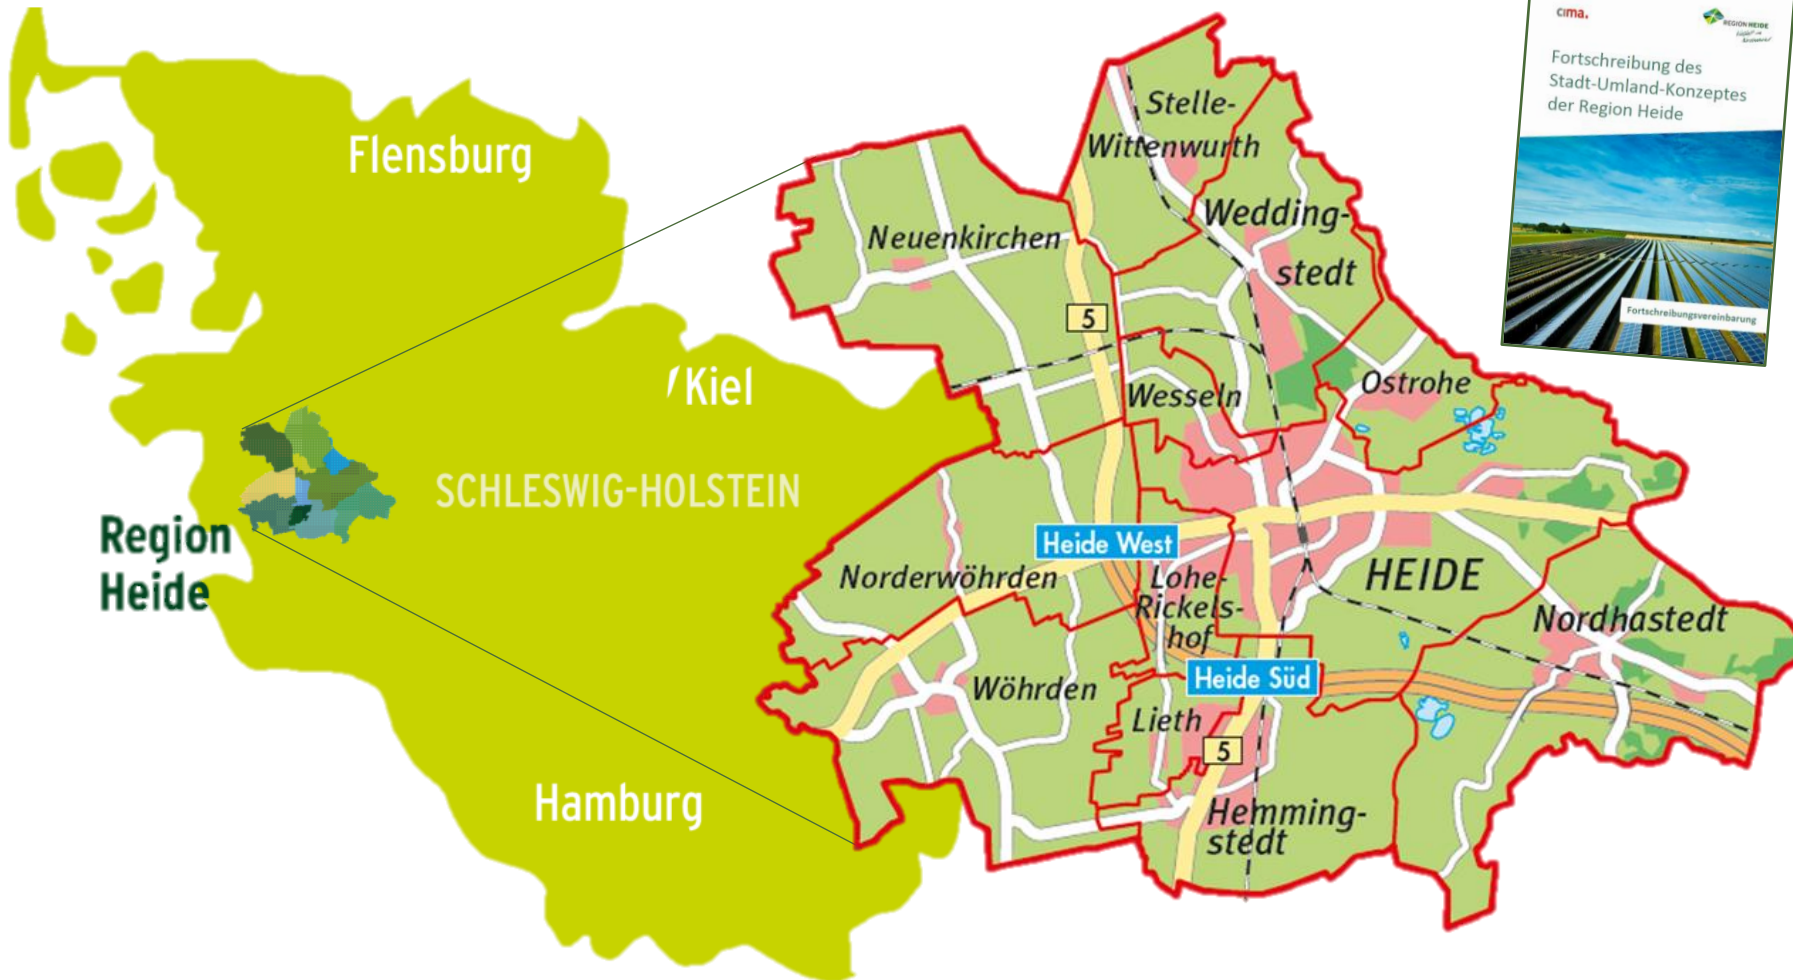 Flensburg
Kiel
SCHLESWIG-HOLSTEIN
Region
Heide
Hamburg
Stelle-
Wittenwurth
Wedding-
stedt
Neuenkirchen
5
Wesseln
Ostrohe
Heide West
Norderwöhrden
Lohe-
Rickels-
hof
HEIDE
Nordhastedt
Wöhrden
Heide Süd
Lieth
5
Hemming-
stedt
cima.
REGION HEIDE
Fortschreibung des
Stadt-Umland-Konzeptes
der Region Heide
Fortschreibungsvereinbarung